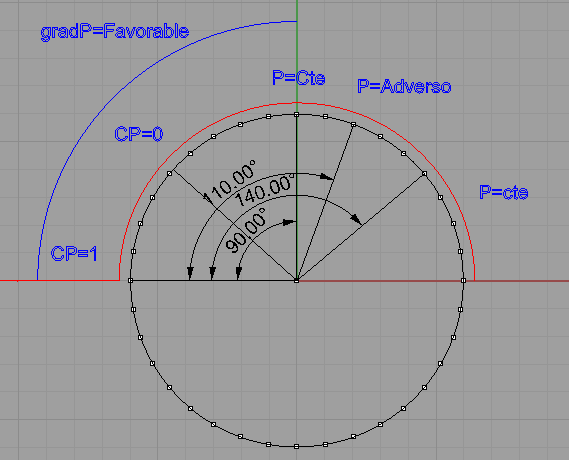 gradP=Favorable
P=Cte
P=Adverso
CP=0
10.00°
140.00°
P=cte
90.00°
CP=1